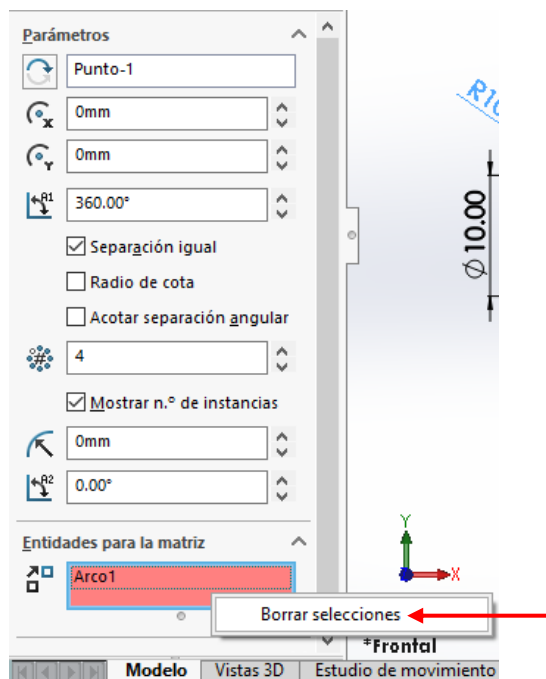 Parámetros
Punto-1
0mm
0mm
360.00°
Separación igual
Radio de cota
Acotar separación angular
4
Mostrar n.º de instancias
0mm
0.00°
Entidades para la matriz
Arco1
Borrar selecciones
Modelo
Vistas 3D
Estudio de movimiento
Ø 10.00
Y
X
*Frontal